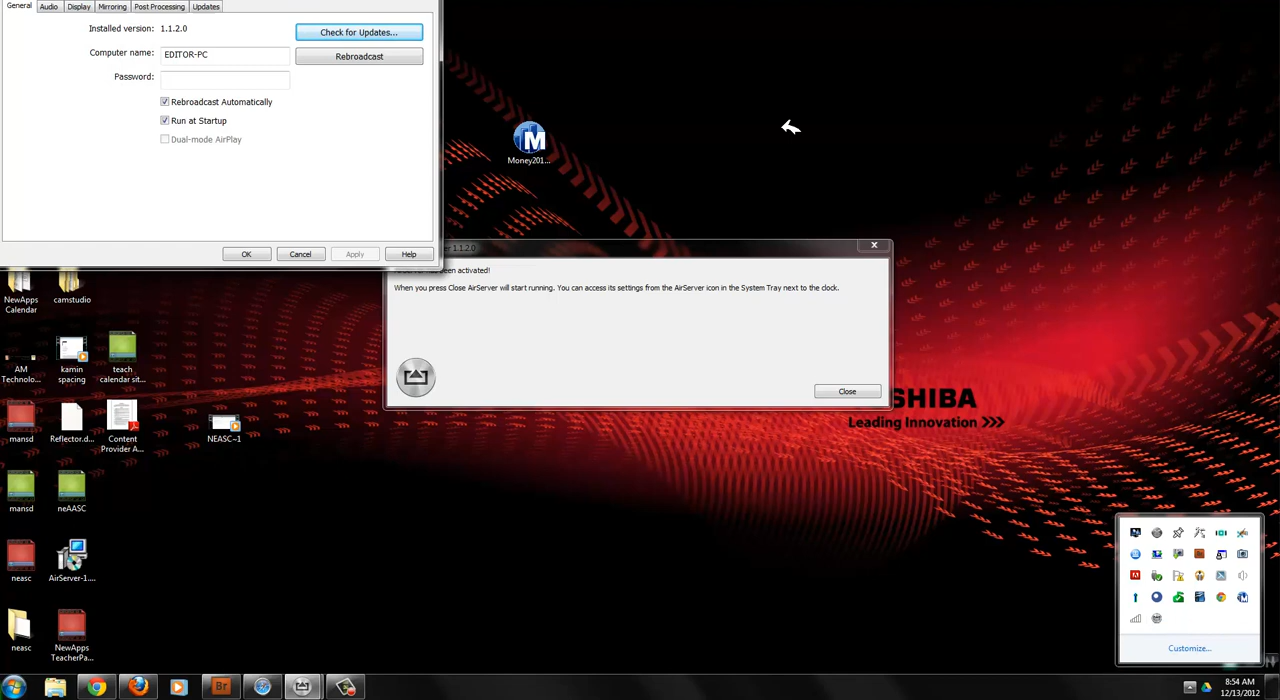 General Audio Display Mirroring Post Processing Updates
Installed version: 1.1.2.0
Check for Updates...
Computer name: EDITOR-PC
Rebroadcast
Password:
Rebroadcast Automatically
Run at Startup
Dual-mode AirPlay
OK Cancel Apply Help
Money201...
1.1.2.0
been activated!
When you press Close AirServer will start running. You can access its settings from the AirServer icon in the System Tray next to the clock.
Close
NewApps
Calendar
camstudio
AM
Technolo...
kamin
spacing
teach
calendar sit...
mansd
Reflector.d...
Content
Provider A...
NEASC~1
mansd
neAASC
neasc
AirServer-1....
neasc
NewApps
TeacherPa...
SHIBA
Leading Innovation >>>
Customize...
Br
8:54 AM
12/13/2012